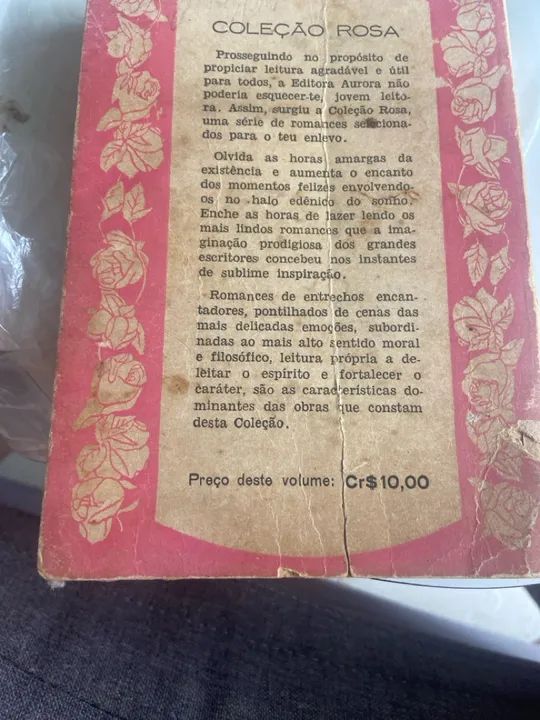 COLEÇÃO ROSA
Prosseguindo no propósito de
propiciar leitura agradável e útil
para todos, a Editora Aurora não
poderia esquecer-te, jovem leito-
ra. Assim, surgiu a Coleção Rosa,
uma série de romances seleciona-
dos para o teu enlevo.
Olvida as horas amargas da
existência e aumenta o encanto
dos momentos felizes envolvendo-
os no halo edênico do sonho.
Enche as horas de lazer lendo os
mais lindos romances que a ima-
ginação prodigiosa dos grandes
escritores concebeu nos instantes
de sublime inspiração.
Romances de entrechos encan-
tadores, pontilhados de cenas das
mais delicadas emoções, subordi-
nadas ao mais alto sentido moral
e filosófico, leitura própria a de-
leitar o espírito e fortalecer o
caráter, são as características do-
minantes das obras que constam
desta Coleção.
Preço deste volume: Cr$10,00